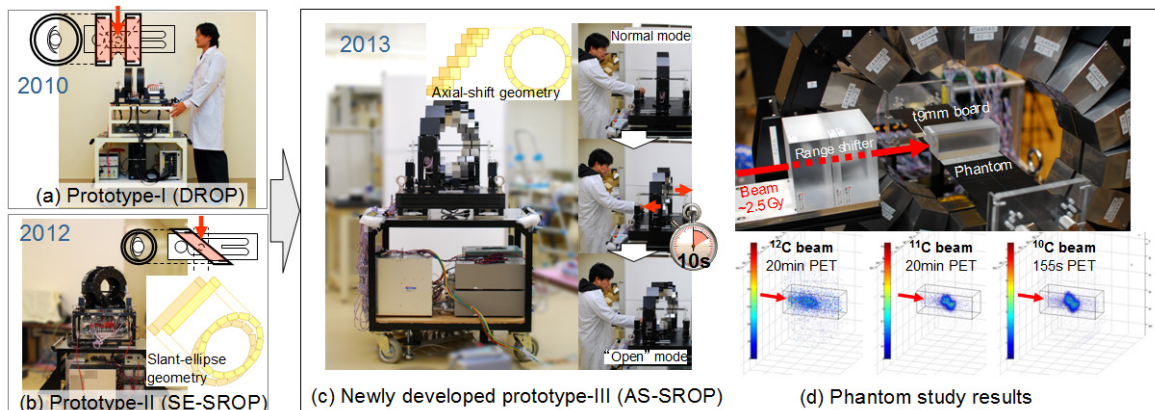 2010
(a) Prototype-I (DROP)
2012
Slant-ellipse
geometry
(b) Prototype-II (SE-SROP)
2013
Axial-shift geometry
Normal mode
10s
“Open” mode
(c) Newly developed prototype-III (AS-SROP)
t9mm board
Range shifter
Phantom
Beam
~2.5Gy
¹²C beam
20min PET
¹¹C beam
20min PET
¹⁰C beam
155s PET
(d) Phantom study results